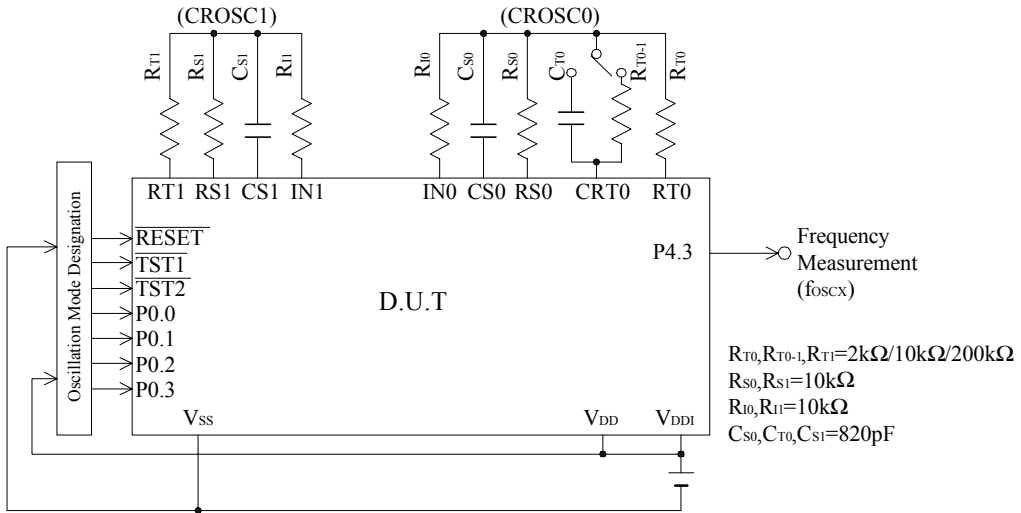 (CROSC1)
(CROSC0)
RT1
RS1
CS1
RI1
RI0
CS0
RS0
CT0
RT0-1
RT0
RT1 RS1 CS1 IN1 IN0 CS0 RS0 CRT0 RT0
Oscillation Mode Designation
RESET
TST1
TST2
P0.0
P0.1
P0.2
P0.3
D.U.T
P4.3
Frequency
Measurement
(fOSCX)
VSS VDD VDDI
RT0,RT0-1,RT1=2kΩ/10kΩ/200kΩ
RS0,RS1=10kΩ
RI0,RI1=10kΩ
CS0,CT0,CS1=820pF